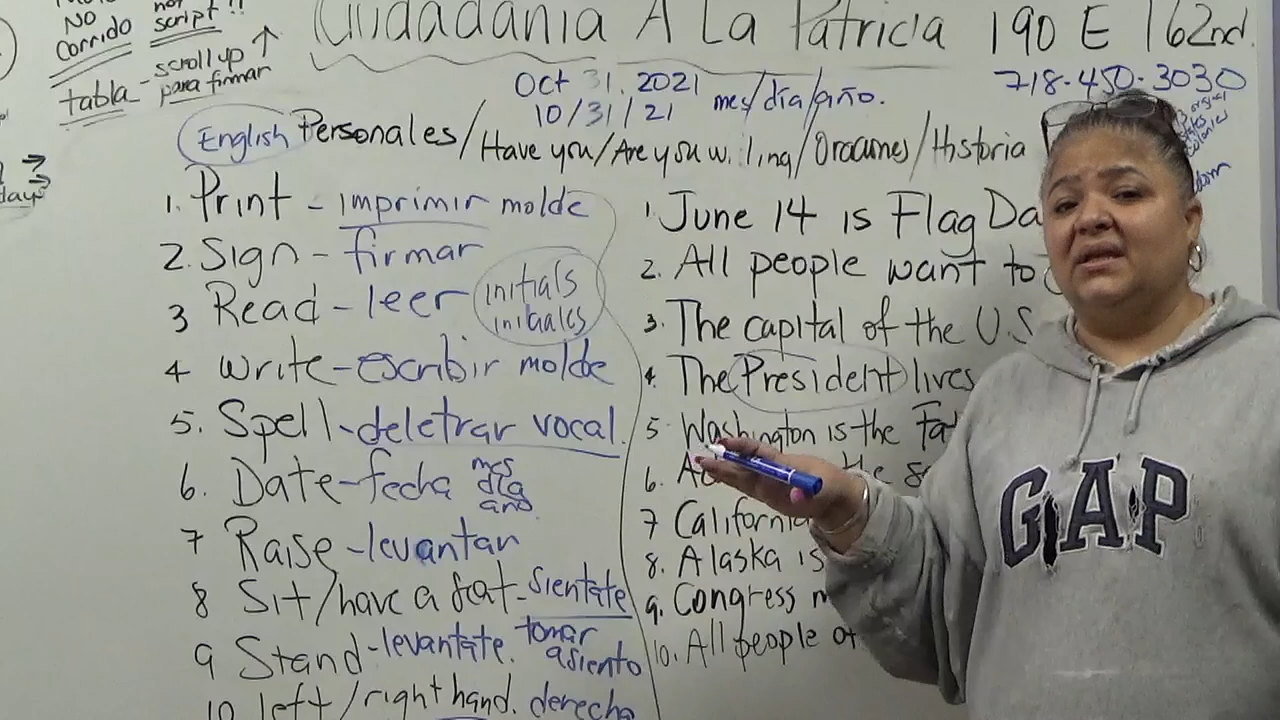 NO not
Corrido script !!
tabla - scroll up ↑
para firmar
Ciudadania A La Patricia 190 E 162nd.
718-450-3030
Oct 31, 2021
10/31/21 mes/día/año.
English Personales/Have you/Are you w. ling/Oraciones/Historia
1. Print - imprimir molde
2. Sign - firmar
initials
3 Read - leer
4 write - escribir molde
5. Spell - deletrar vocal.
6. Date - fecha mes
día
año
7 Raise - levantar
8 Sit/have a seat - sientate
tomar
asiento
9 Stand - levantate.
10 left/right hand. derecha
1. June 14 is Flag Da
2. All people want to
3. The capital of the U.S
4. The President lives
5 Washington is the Fat
6. the
7 California
8. Alaska is
9. Congress m
10. All people of
GAP